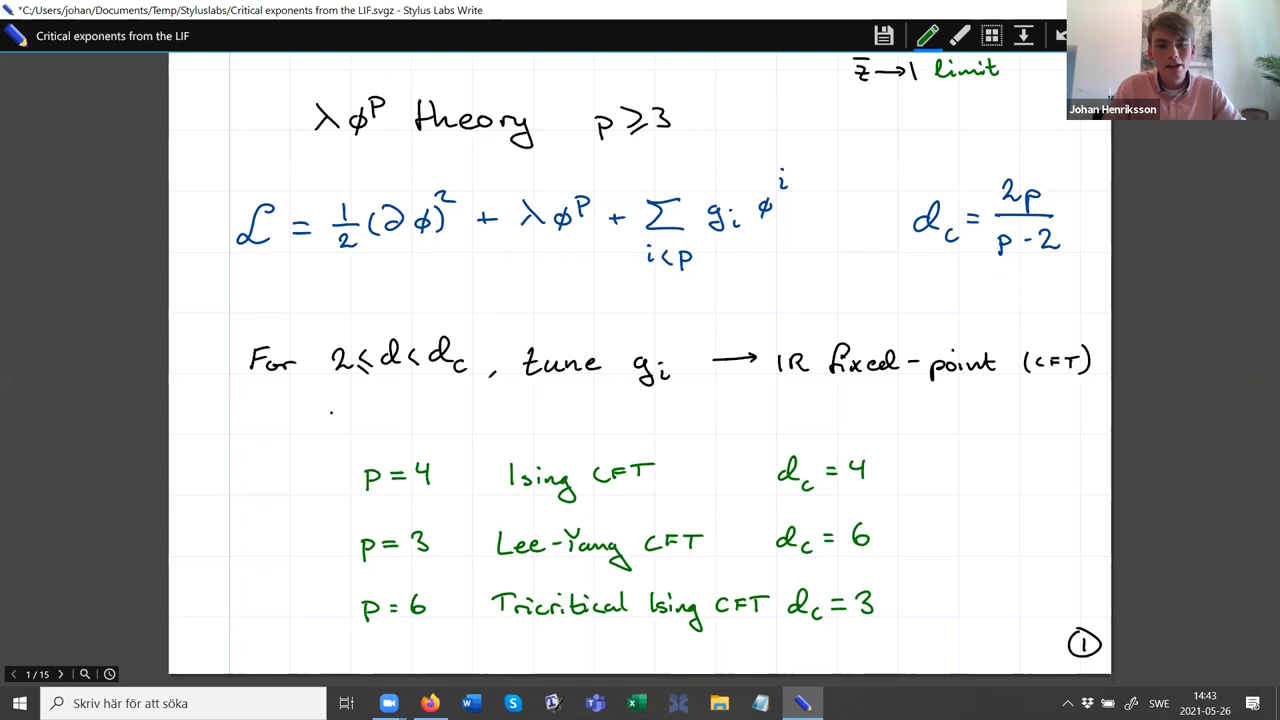 *C:/Users/johan/Documents/Temp/Styluslabs/Critical exponents from the LIF.svgz - Stylus Labs Write
Critical exponents from the LIF
z̄ → 1 limit
Johan Henriksson
λϕᵖ theory p ⩾ 3
ℒ = 1/2 (∂ϕ)² + λϕᵖ + ∑_{i<p} g_i ϕ^i d_c = 2p/(p-2)
For 2 ⩽ d < d_c, tune g_i → IR fixed-point (CFT)
p = 4 Ising CFT d_c = 4
p = 3 Lee-Yang CFT d_c = 6
p = 6 Tricritical Ising CFT d_c = 3
1
1 / 15
Skriv här för att söka
SWE
14:43
2021-05-26